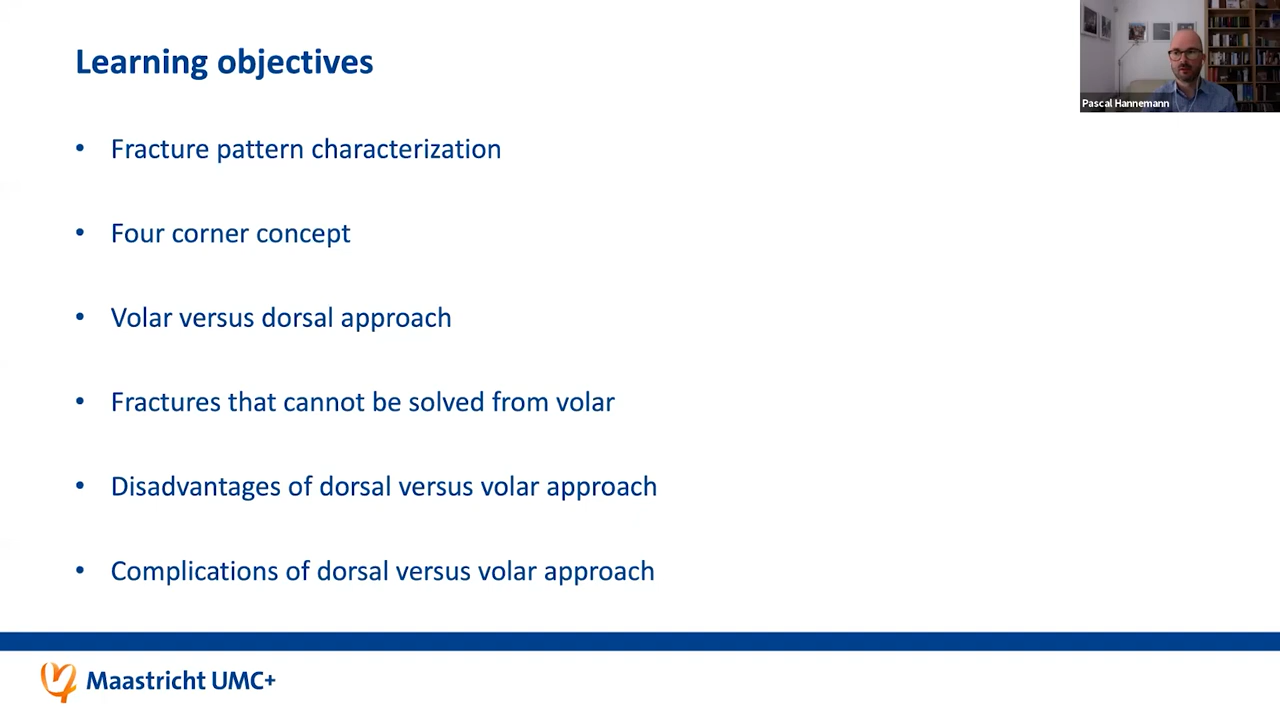 Learning objectives
Pascal Hannemann
• Fracture pattern characterization
• Four corner concept
• Volar versus dorsal approach
• Fractures that cannot be solved from volar
• Disadvantages of dorsal versus volar approach
• Complications of dorsal versus volar approach
Maastricht UMC+